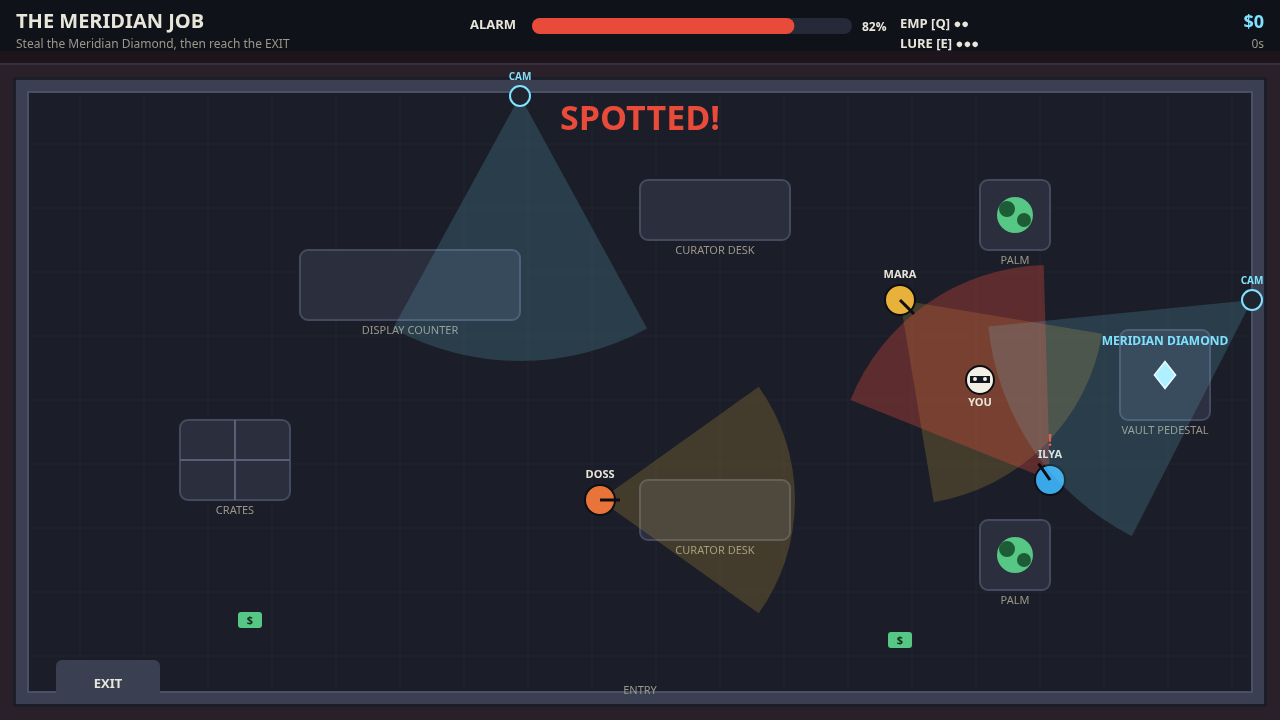 THE MERIDIAN JOB
Steal the Meridian Diamond, then reach the EXIT
ALARM
82%
EMP [Q] ●●
LURE [E] ●●●
$0
0s
CAM
SPOTTED!
CURATOR DESK
PALM
MARA
CAM
DISPLAY COUNTER
MERIDIAN DIAMOND
YOU
VAULT PEDESTAL
!
ILYA
DOSS
CRATES
CURATOR DESK
PALM
$
$
EXIT
ENTRY